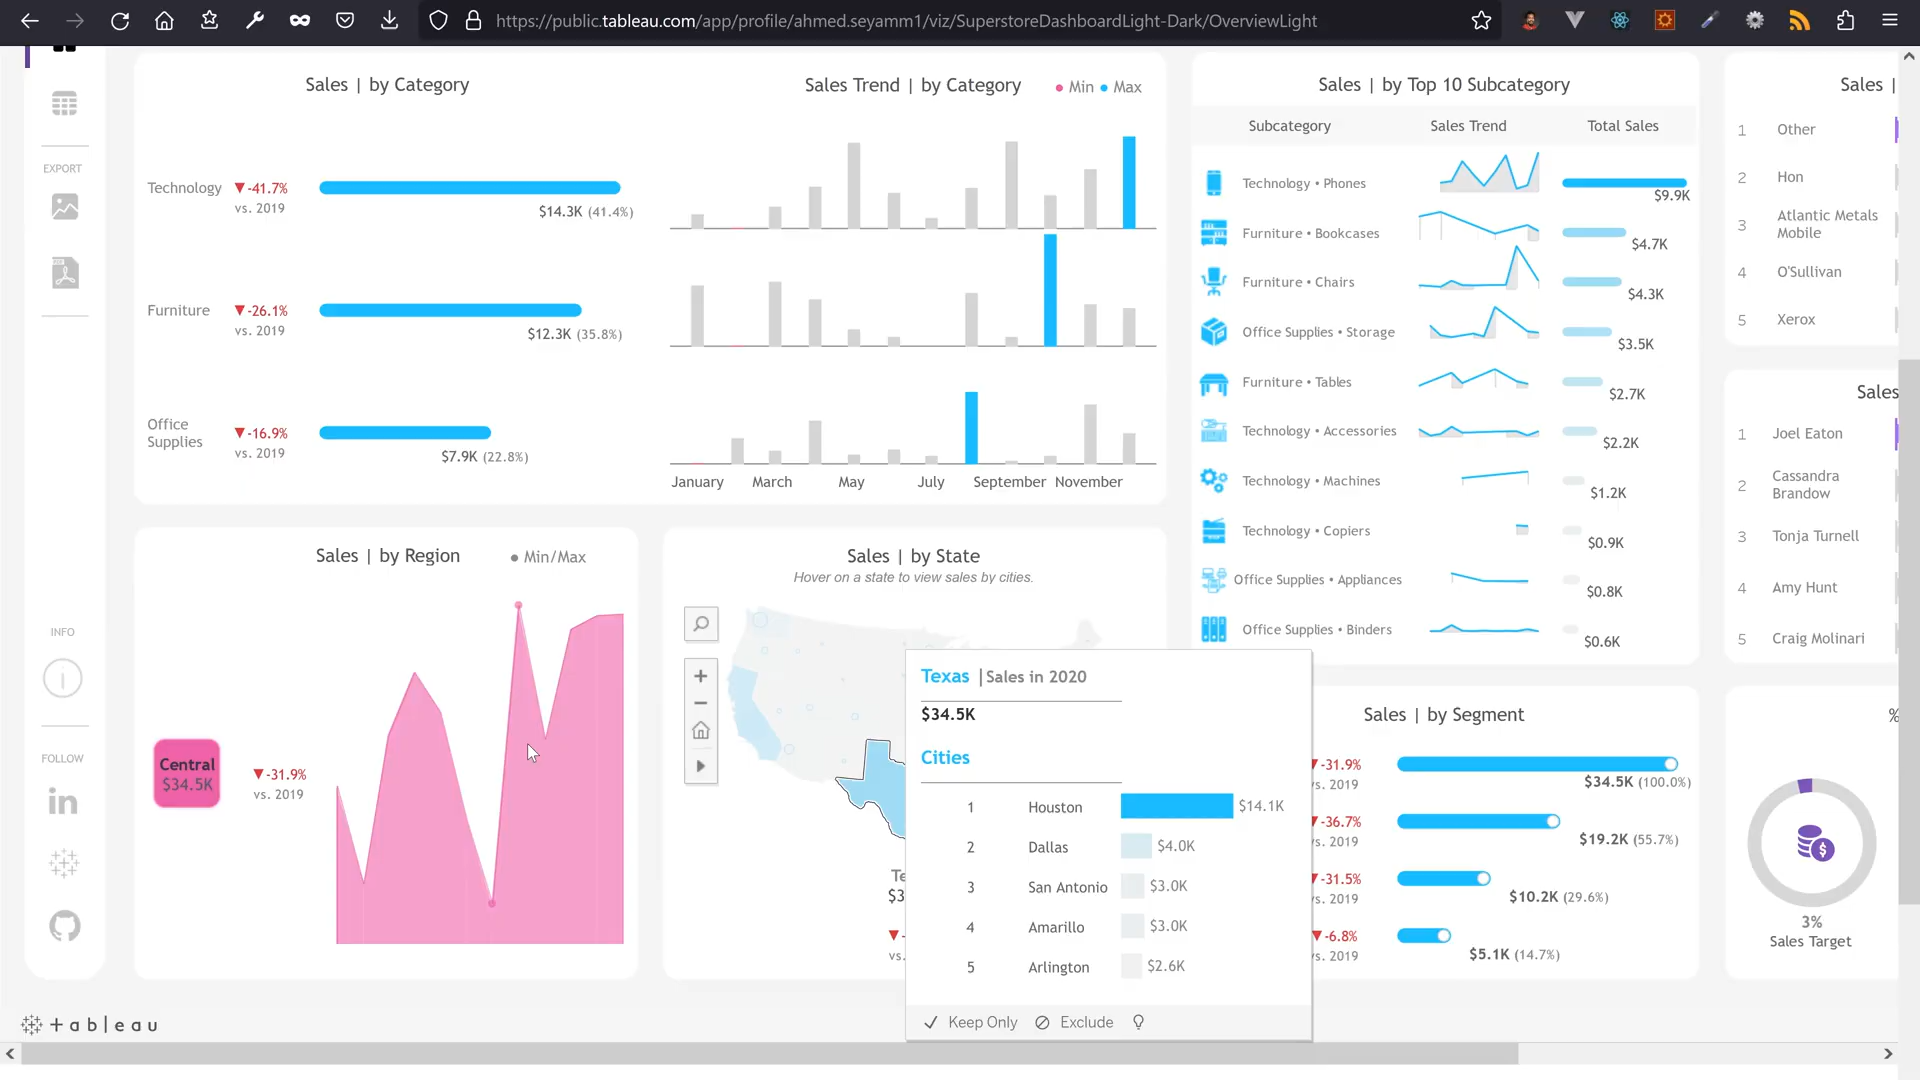 https://public.tableau.com/app/profile/ahmed.seyamm1/viz/SuperstoreDashboardLight-Dark/OverviewLight
EXPORT
INFO
FOLLOW
Sales | by Category
Technology
▼-41.7%
vs. 2019
$14.3K (41.4%)
Furniture
▼-26.1%
vs. 2019
$12.3K (35.8%)
Office
Supplies
▼-16.9%
vs. 2019
$7.9K (22.8%)
Sales Trend | by Category
Min
Max
January
March
May
July
September
November
Sales | by Top 10 Subcategory
Subcategory
Sales Trend
Total Sales
Technology • Phones
$9.9K
Furniture • Bookcases
$4.7K
Furniture • Chairs
$4.3K
Office Supplies • Storage
$3.5K
Furniture • Tables
$2.7K
Technology • Accessories
$2.2K
Technology • Machines
$1.2K
Technology • Copiers
$0.9K
Office Supplies • Appliances
$0.8K
Office Supplies • Binders
$0.6K
Sales |
1 Other
2 Hon
3 Atlantic Metals
Mobile
4 O'Sullivan
5 Xerox
Sales
1 Joel Eaton
2 Cassandra
Brandow
3 Tonja Turnell
4 Amy Hunt
5 Craig Molinari
Sales | by Region
Min/Max
Central
$34.5K
▼-31.9%
vs. 2019
Sales | by State
Hover on a state to view sales by cities.
Te
$3
▼-
vs.
Texas | Sales in 2020
$34.5K
Cities
1 Houston $14.1K
2 Dallas $4.0K
3 San Antonio $3.0K
4 Amarillo $3.0K
5 Arlington $2.6K
Keep Only
Exclude
Sales | by Segment
▼-31.9%
vs. 2019
$34.5K (100.0%)
▼-36.7%
vs. 2019
$19.2K (55.7%)
▼-31.5%
vs. 2019
$10.2K (29.6%)
▼-6.8%
vs. 2019
$5.1K (14.7%)
%
3%
Sales Target
+ a b l e a u